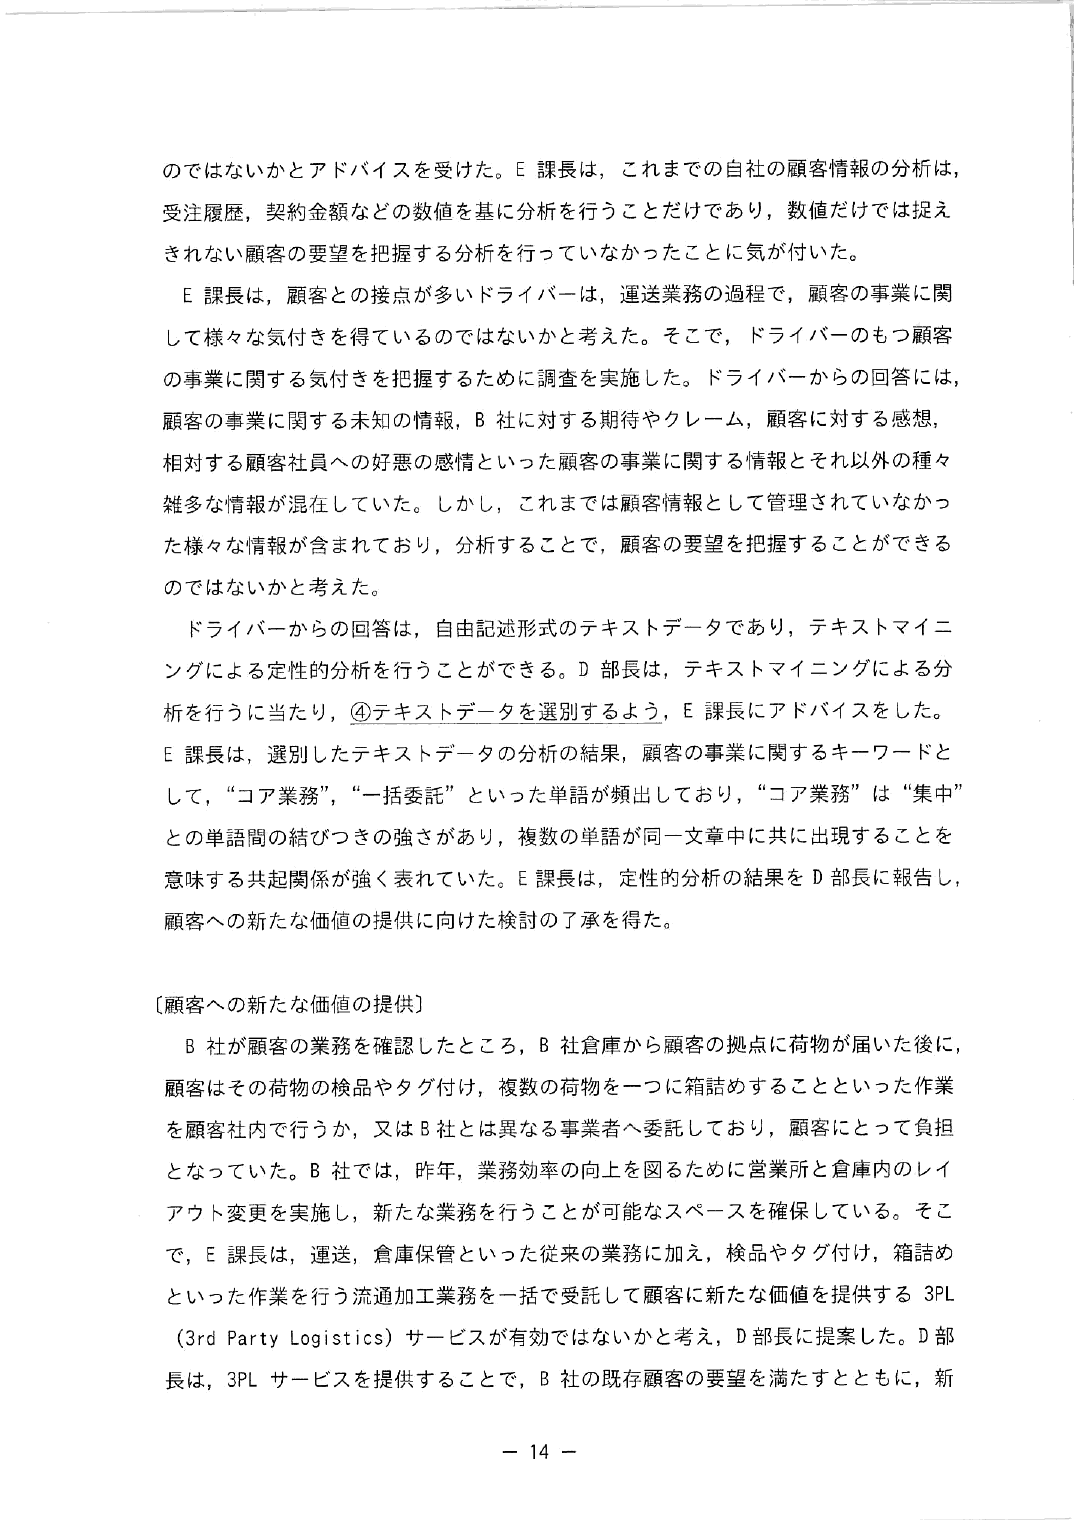 のではないかとアドバイスを受けた。E 課長は，これまでの自社の顧客情報の分析は，
受注履歴，契約金額などの数値を基に分析を行うことだけであり，数値だけでは捉え
きれない顧客の要望を把握する分析を行っていなかったことに気が付いた。
E 課長は，顧客との接点が多いドライバーは，運送業務の過程で，顧客の事業に関
して様々な気付きを得ているのではないかと考えた。そこで，ドライバーのもつ顧客
の事業に関する気付きを把握するために調査を実施した。ドライバーからの回答には，
顧客の事業に関する未知の情報，B 社に対する期待やクレーム，顧客に対する感想，
相対する顧客社員への好悪の感情といった顧客の事業に関する情報とそれ以外の種々
雑多な情報が混在していた。しかし，これまでは顧客情報として管理されていなかっ
た様々な情報が含まれており，分析することで，顧客の要望を把握することができる
のではないかと考えた。
ドライバーからの回答は，自由記述形式のテキストデータであり，テキストマイニ
ングによる定性的分析を行うことができる。D 部長は，テキストマイニングによる分
析を行うに当たり，④テキストデータを選別するよう，E 課長にアドバイスをした。
E 課長は，選別したテキストデータの分析の結果，顧客の事業に関するキーワードと
して，“コア業務”，“一括委託” といった単語が頻出しており，“コア業務” は “集中”
との単語間の結びつきの強さがあり，複数の単語が同一文章中に共に出現することを
意味する共起関係が強く表れていた。E 課長は，定性的分析の結果を D 部長に報告し，
顧客への新たな価値の提供に向けた検討の了承を得た。
〔顧客への新たな価値の提供〕
B 社が顧客の業務を確認したところ，B 社倉庫から顧客の拠点に荷物が届いた後に，
顧客はその荷物の検品やタグ付け，複数の荷物を一つに箱詰めすることといった作業
を顧客社内で行うか，又は B 社とは異なる事業者へ委託しており，顧客にとって負担
となっていた。B 社では，昨年，業務効率の向上を図るために営業所と倉庫内のレイ
アウト変更を実施し，新たな業務を行うことが可能なスペースを確保している。そこ
で，E 課長は，運送，倉庫保管といった従来の業務に加え，検品やタグ付け，箱詰め
といった作業を行う流通加工業務を一括で受託して顧客に新たな価値を提供する 3PL
（3rd Party Logistics）サービスが有効ではないかと考え，D 部長に提案した。D 部
長は，3PL サービスを提供することで，B 社の既存顧客の要望を満たすとともに，新
－ 14 －